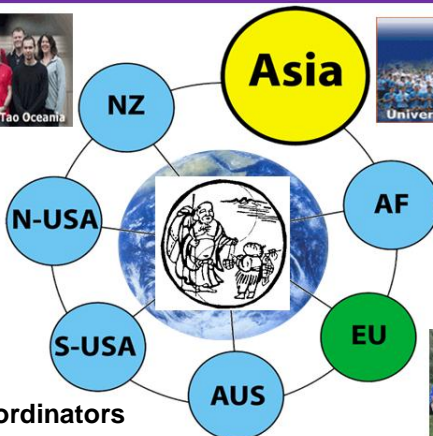 Asia
NZ
Tao Oceania
Univer
N-USA
AF
S-USA
EU
AUS
ordinators